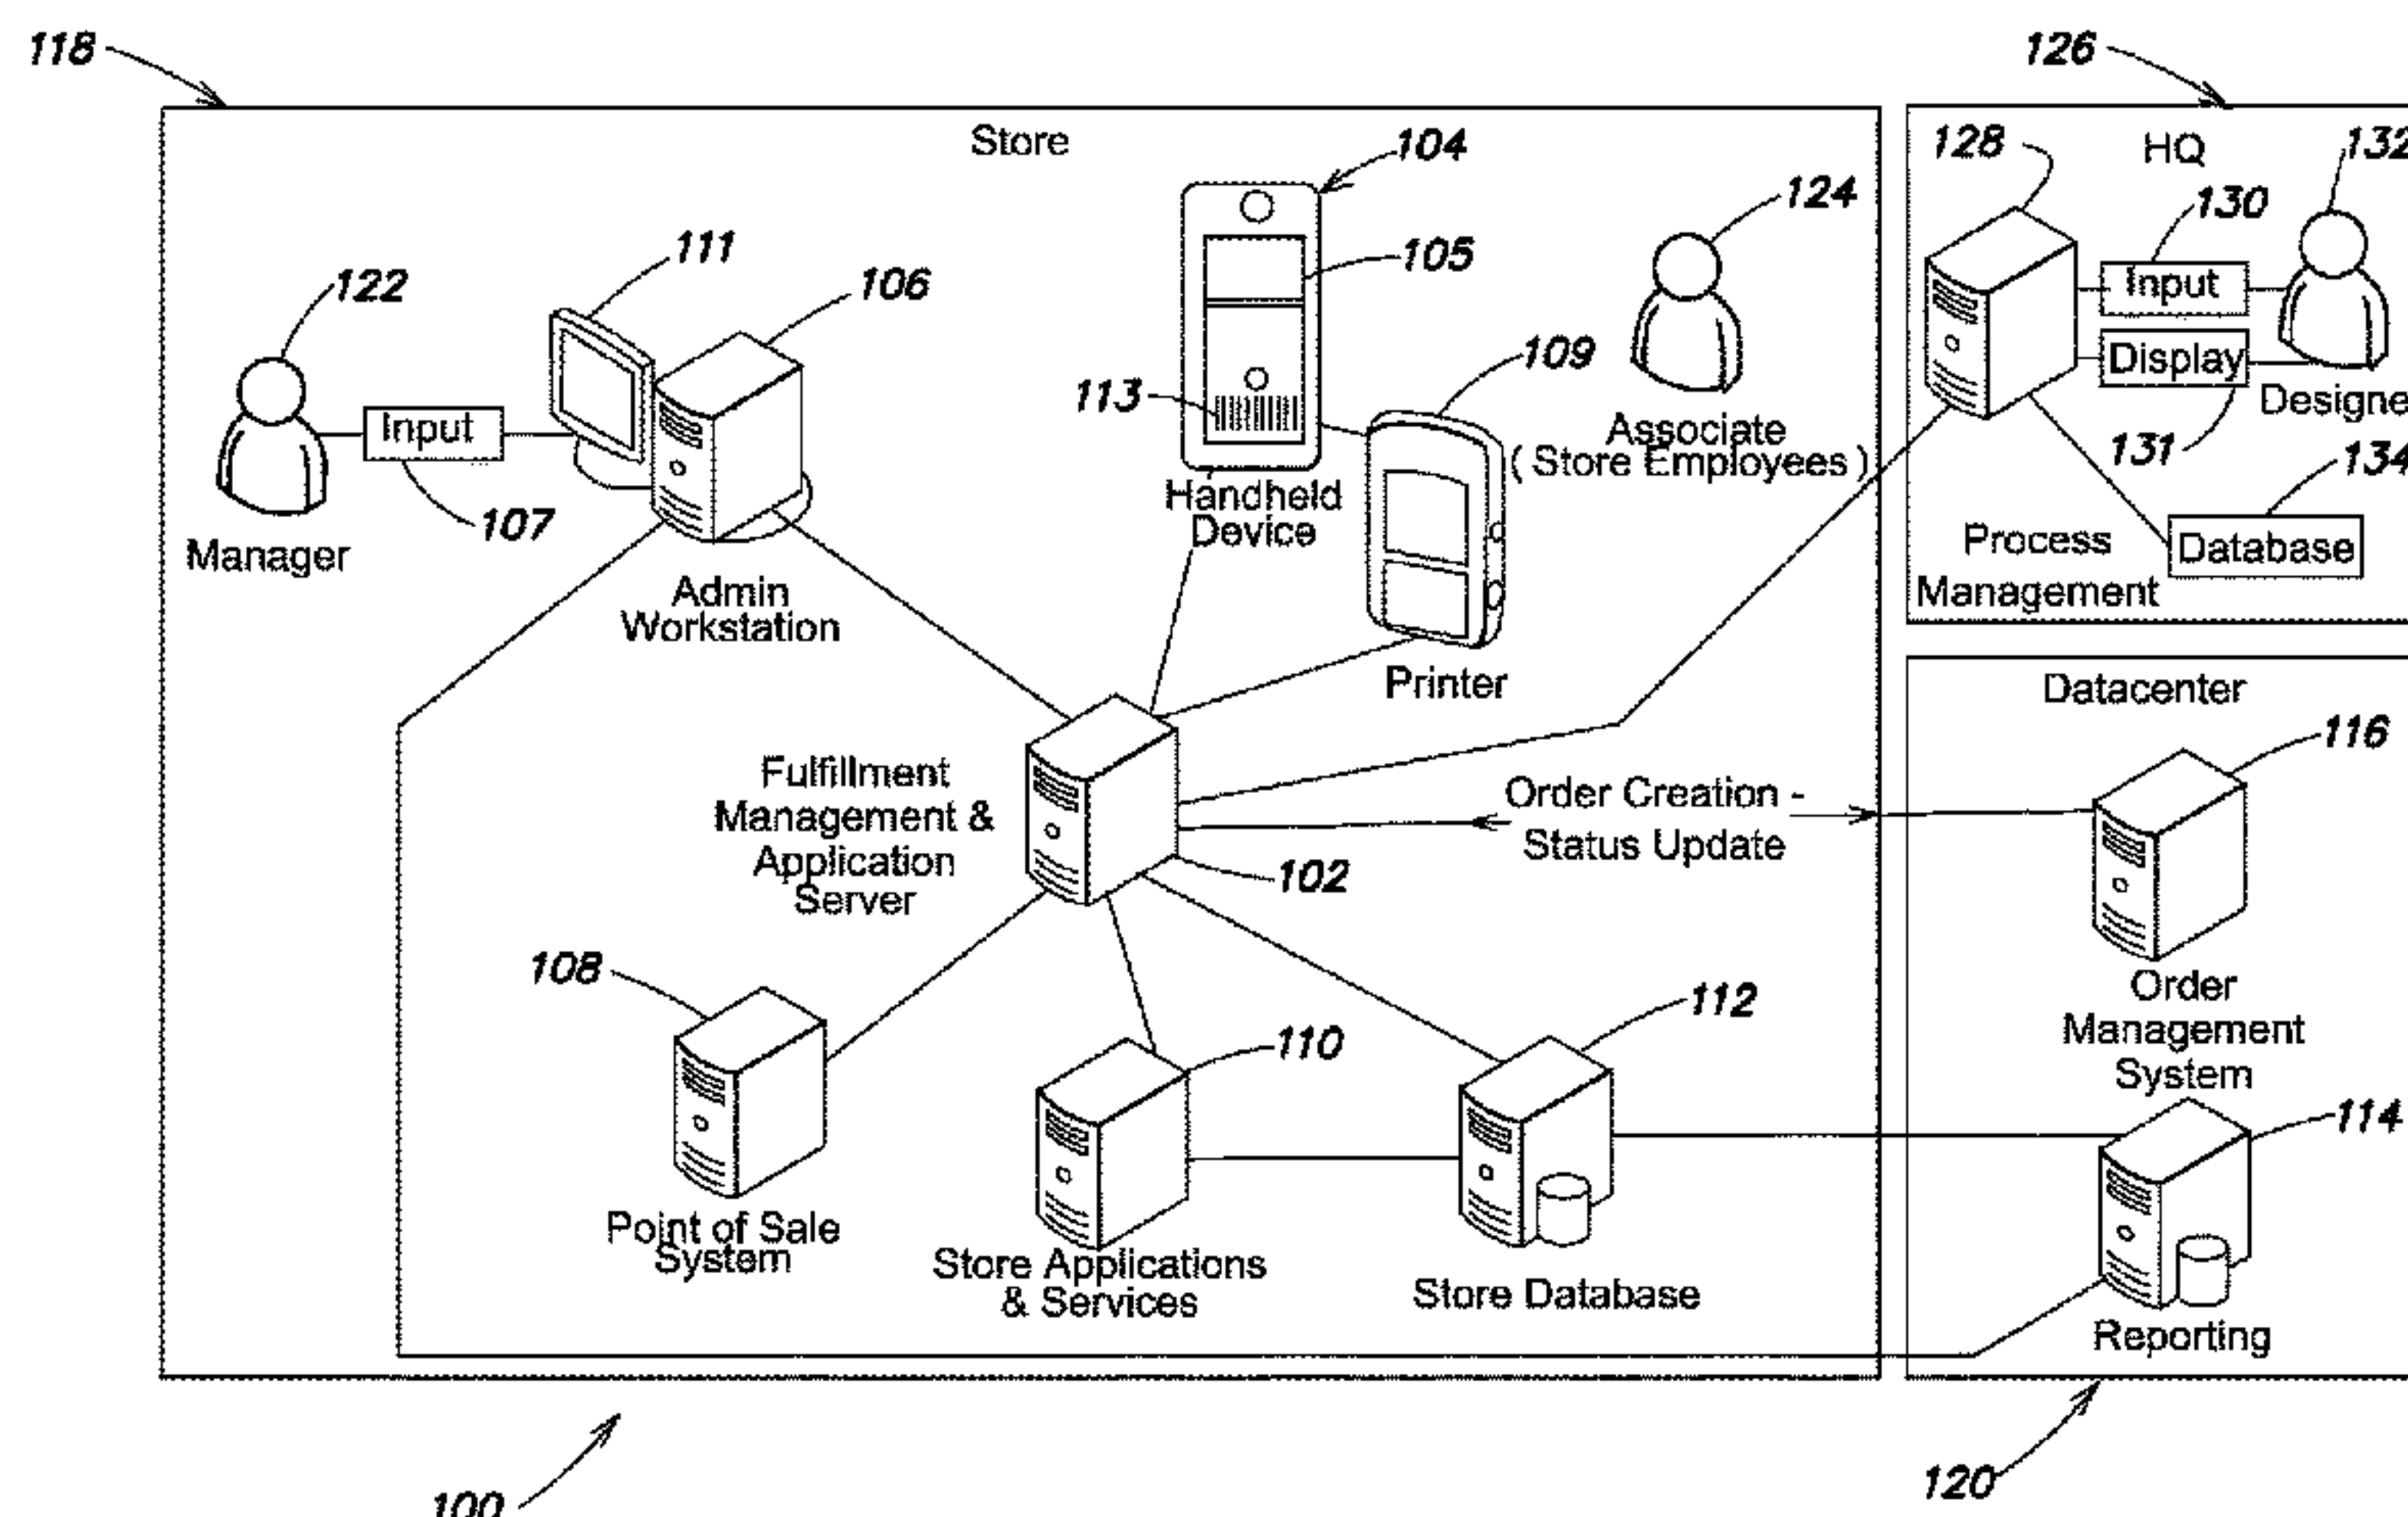 118
126
Store
104
124
128
HQ
132
130
111
106
105
122
Input
109
Display
113
Input
Designe
Associate
( Store Employees )
131
134
107
Handheld
Device
Manager
Process
Management
Database
Admin
Workstation
Printer
Datacenter
116
Fulfillment
Management &
Application
Server
Order Creation -
Status Update
102
108
112
Order
Management
System
110
114
Point of Sale
System
Store Applications
& Services
Store Database
Reporting
100
120